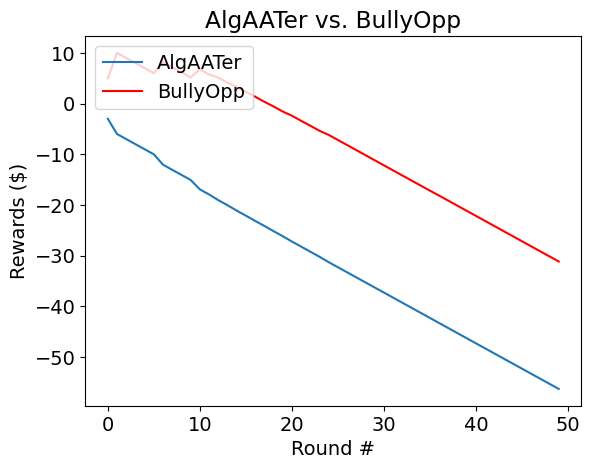 AlgAATer vs. BullyOpp
AlgAATer
BullyOpp
Rewards ($)
10
0
−10
−20
−30
−40
−50
0
10
20
30
40
50
Round #